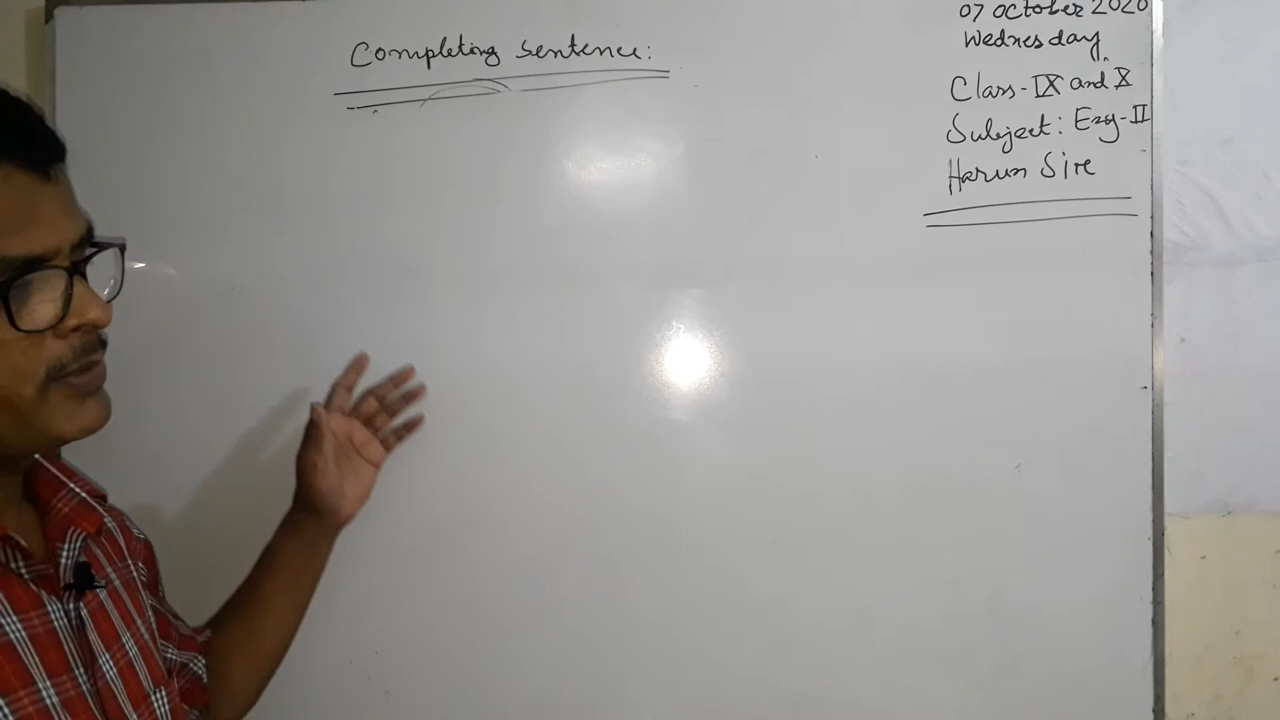 Completing Sentence:
07 October 2020
Wednesday
Class-IX and X
Subject: Eng-II
Harun Sire